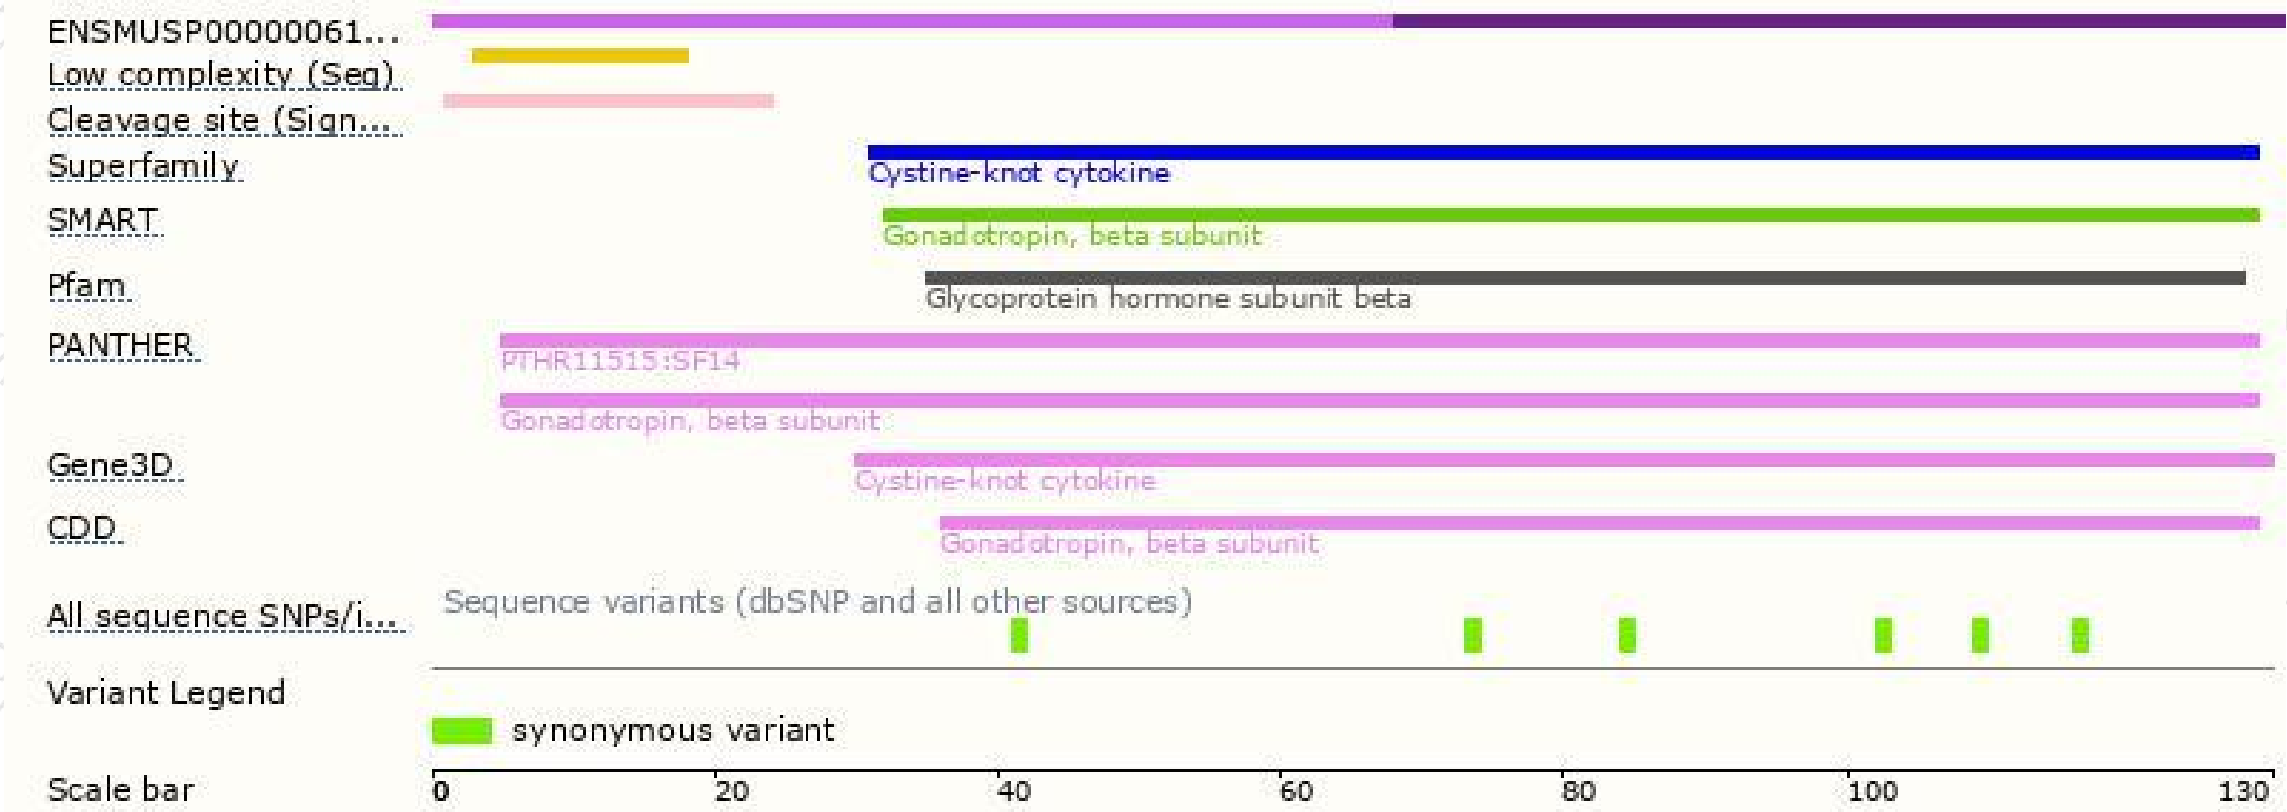 ENSMUSP00000061...
Low complexity (Seg)
Cleavage site (Sign...
Superfamily
Cystine-knot cytokine
SMART
Gonadotropin, beta subunit
Pfam
Glycoprotein hormone subunit beta
PANTHER
PTHR11515:SF14
Gonadotropin, beta subunit
Gene3D
Cystine-knot cytokine
CDD
Gonadotropin, beta subunit
All sequence SNPs/i...
Sequence variants (dbSNP and all other sources)
Variant Legend
synonymous variant
Scale bar 0 20 40 60 80 100 130